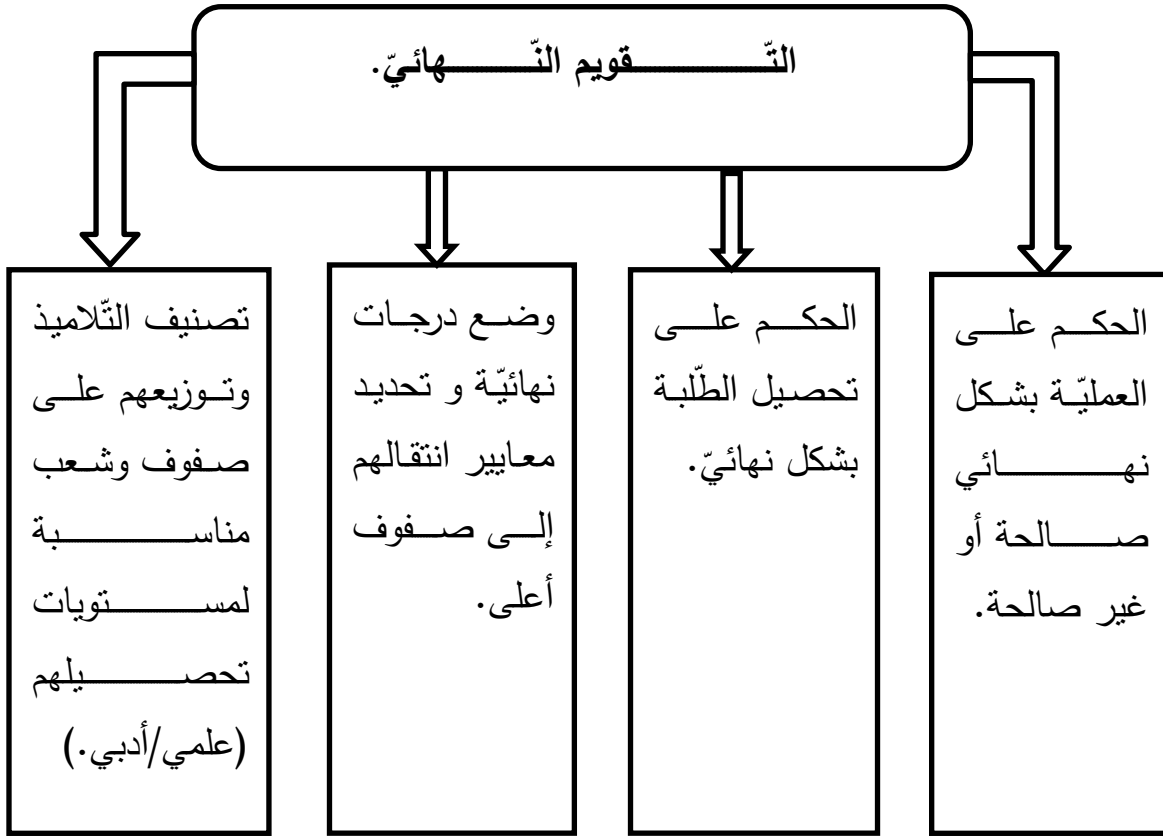 التّقويم النّهائيّ.
الحكم على
العمليّة بشكل
نهائي
صالحة أو
غير صالحة.
الحكم على
تحصيل الطّلبة
بشكل نهائيّ.
وضع درجات
نهائيّة و تحديد
معايير انتقالهم
إلى صفوف
أعلى.
تصنيف التّلاميذ
وتوزيعهم على
صفوف وشعب
مناسبة
لمستويات
تحصيلهم
(علمي/أدبي.)